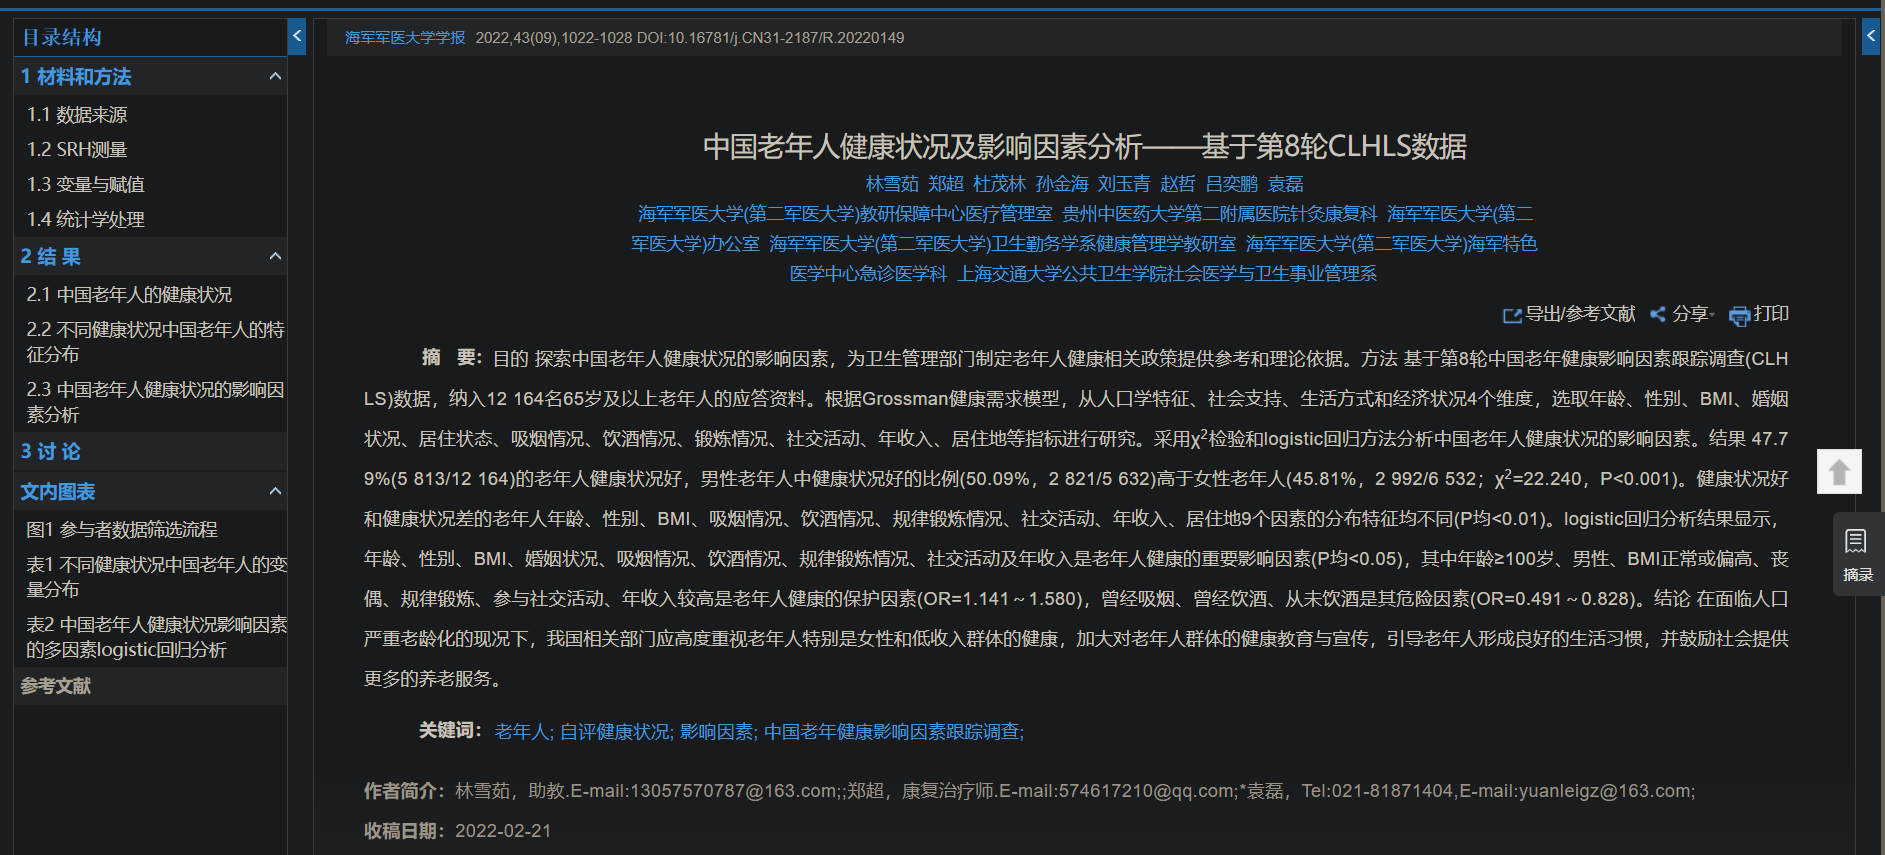 目录结构
1 材料和方法
1.1 数据来源
1.2 SRH测量
1.3 变量与赋值
1.4 统计学处理
2 结 果
2.1 中国老年人的健康状况
2.2 不同健康状况中国老年人的特
征分布
2.3 中国老年人健康状况的影响因
素分析
3 讨 论
文内图表
图1 参与者数据筛选流程
表1 不同健康状况中国老年人的变
量分布
表2 中国老年人健康状况影响因素
的多因素logistic回归分析
参考文献
海军军医大学学报 2022,43(09),1022-1028 DOI:10.16781/j.CN31-2187/R.20220149
中国老年人健康状况及影响因素分析——基于第8轮CLHLS数据
林雪茹 郑超 杜茂林 孙金海 刘玉青 赵哲 吕奕鹏 袁磊
海军军医大学(第二军医大学)教研保障中心医疗管理室 贵州中医药大学第二附属医院针灸康复科 海军军医大学(第二
军医大学)办公室 海军军医大学(第二军医大学)卫生勤务学系健康管理学教研室 海军军医大学(第二军医大学)海军特色
医学中心急诊医学科 上海交通大学公共卫生学院社会医学与卫生事业管理系
导出/参考文献 分享 打印
摘 要：目的 探索中国老年人健康状况的影响因素，为卫生管理部门制定老年人健康相关政策提供参考和理论依据。方法 基于第8轮中国老年健康影响因素跟踪调查(CLH
LS)数据，纳入12 164名65岁及以上老年人的应答资料。根据Grossman健康需求模型，从人口学特征、社会支持、生活方式和经济状况4个维度，选取年龄、性别、BMI、婚姻
状况、居住状态、吸烟情况、饮酒情况、锻炼情况、社交活动、年收入、居住地等指标进行研究。采用χ²检验和logistic回归方法分析中国老年人健康状况的影响因素。结果 47.7
9%(5 813/12 164)的老年人健康状况好，男性老年人中健康状况好的比例(50.09%，2 821/5 632)高于女性老年人(45.81%，2 992/6 532；χ²=22.240，P<0.001)。健康状况好
和健康状况差的老年人年龄、性别、BMI、吸烟情况、饮酒情况、规律锻炼情况、社交活动、年收入、居住地9个因素的分布特征均不同(P均<0.01)。logistic回归分析结果显示，
年龄、性别、BMI、婚姻状况、吸烟情况、饮酒情况、规律锻炼情况、社交活动及年收入是老年人健康的重要影响因素(P均<0.05)，其中年龄≥100岁、男性、BMI正常或偏高、丧
偶、规律锻炼、参与社交活动、年收入较高是老年人健康的保护因素(OR=1.141～1.580)，曾经吸烟、曾经饮酒、从未饮酒是其危险因素(OR=0.491～0.828)。结论 在面临人口
严重老龄化的现况下，我国相关部门应高度重视老年人特别是女性和低收入群体的健康，加大对老年人群体的健康教育与宣传，引导老年人形成良好的生活习惯，并鼓励社会提供
更多的养老服务。
关键词： 老年人; 自评健康状况; 影响因素; 中国老年健康影响因素跟踪调查;
作者简介：林雪茹，助教.E-mail:13057570787@163.com;;郑超，康复治疗师.E-mail:574617210@qq.com;*袁磊，Tel:021-81871404,E-mail:yuanleigz@163.com;
收稿日期：2022-02-21
摘录